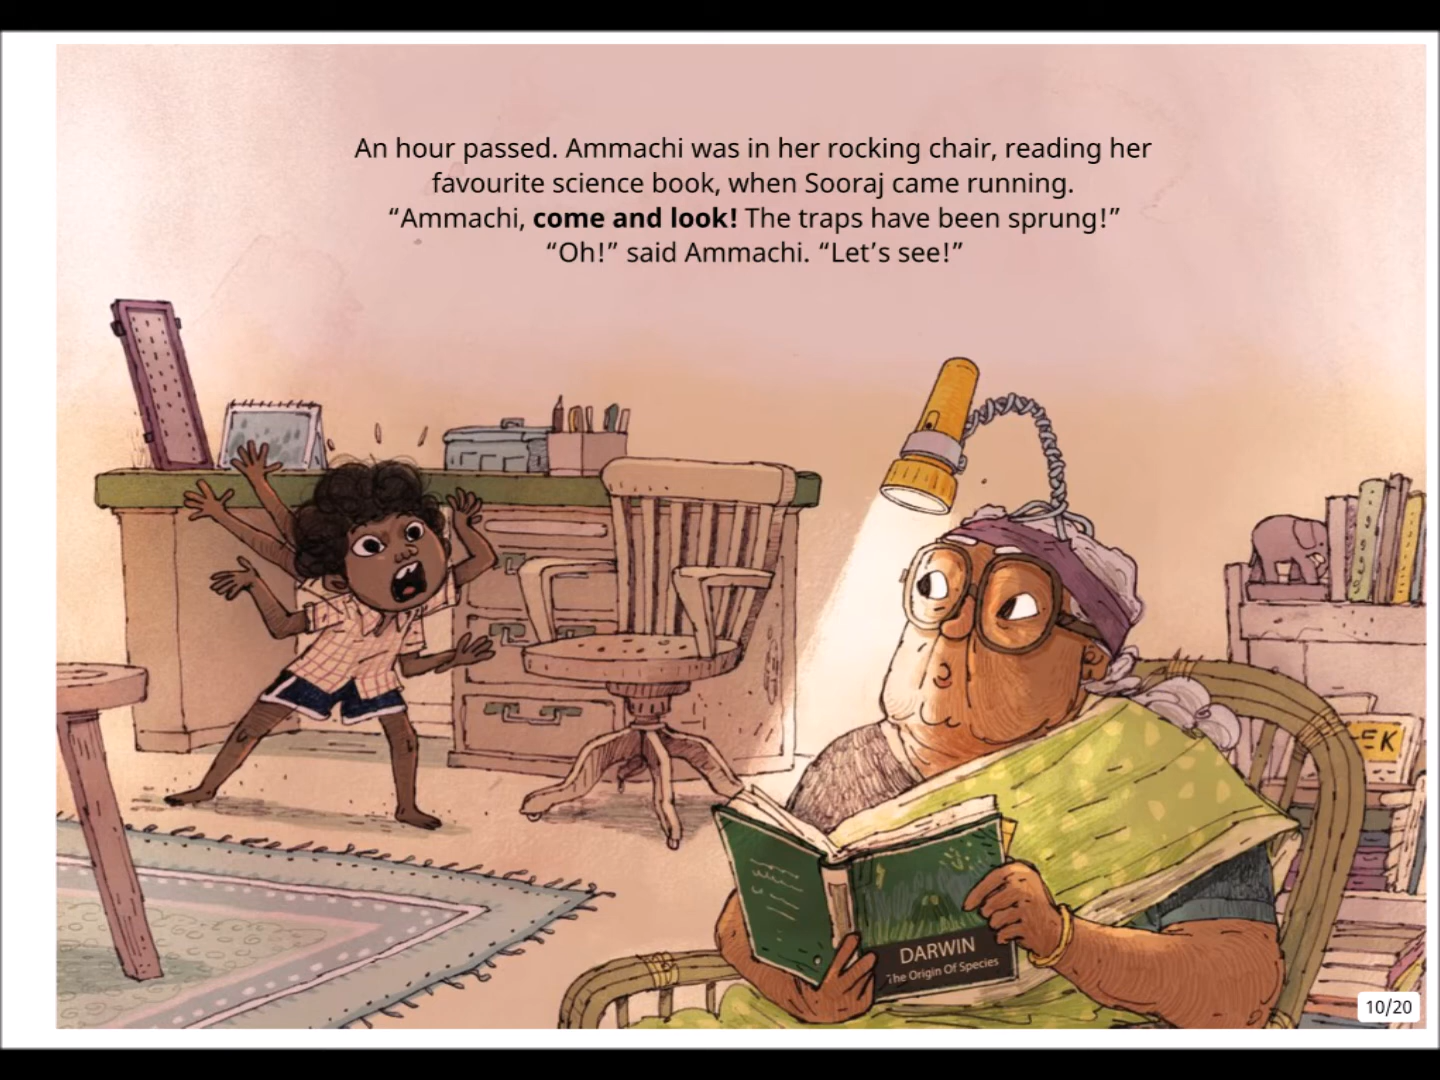 An hour passed. Ammachi was in her rocking chair, reading her
favourite science book, when Sooraj came running.
“Ammachi, come and look! The traps have been sprung!”
“Oh!” said Ammachi. “Let’s see!”
EK
DARWIN
The Origin Of Species
10/20